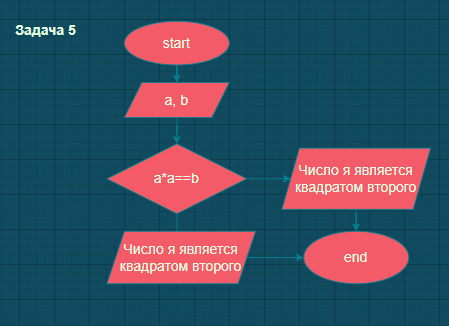 Задача 5
start
a, b
a*a==b
Число я является
квадратом второго
Число я является
квадратом второго
end